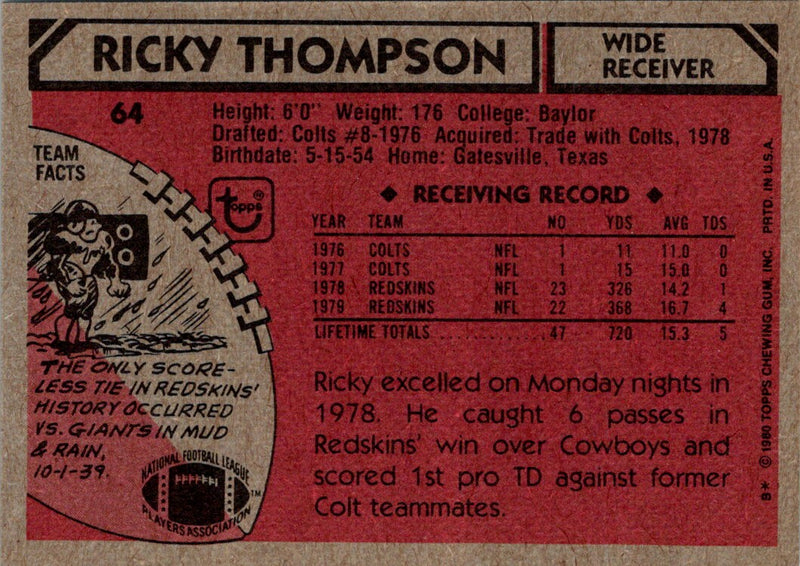 RICKY THOMPSON
WIDE
RECEIVER
64
Height: 6'0" Weight: 176 College: Baylor
Drafted: Colts #8-1976 Acquired: Trade with Colts, 1978
Birthdate: 5-15-54 Home: Gatesville, Texas
TEAM
FACTS
topps®
◆ RECEIVING RECORD ◆
YEAR TEAM NO YDS AVG TDS
1976 COLTS NFL 1 11 11.0 0
1977 COLTS NFL 1 15 15.0 0
1978 REDSKINS NFL 23 326 14.2 1
1979 REDSKINS NFL 22 368 16.7 4
LIFETIME TOTALS 47 720 15.3 5
THE ONLY SCORE-
LESS TIE IN REDSKINS'
HISTORY OCCURRED
VS. GIANTS IN MUD
& RAIN,
10-1-39.
NATIONAL FOOTBALL LEAGUE
PLAYERS ASSOCIATION
TM
Ricky excelled on Monday nights in
1978. He caught 6 passes in
Redskins' win over Cowboys and
scored 1st pro TD against former
Colt teammates.
B* © 1980 TOPPS CHEWING GUM, INC. PRTD. IN U.S.A.